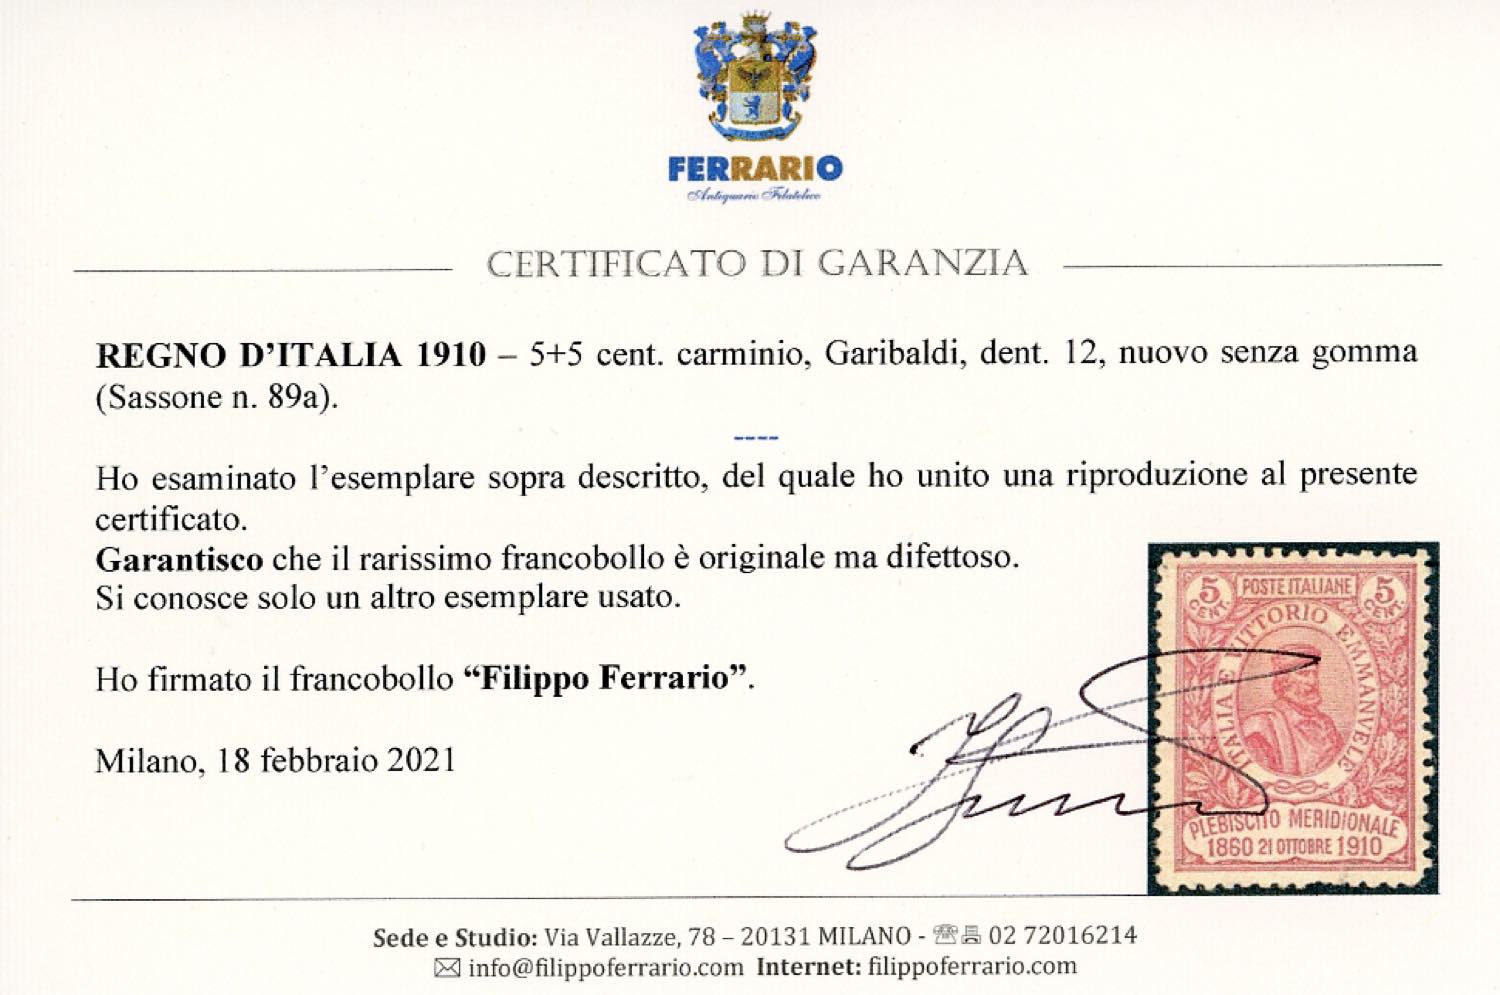 FERRARIO
Antiquario Filatelico
CERTIFICATO DI GARANZIA
REGNO D’ITALIA 1910 – 5+5 cent. carminio, Garibaldi, dent. 12, nuovo senza gomma
(Sassone n. 89a).
----
Ho esaminato l’esemplare sopra descritto, del quale ho unito una riproduzione al presente
certificato.
Garantisco che il rarissimo francobollo è originale ma difettoso.
Si conosce solo un altro esemplare usato.
Ho firmato il francobollo “Filippo Ferrario”.
Milano, 18 febbraio 2021
5 CENT. POSTE ITALIANE 5 CENT.
ITALIA E VITTORIO EMMANVELE
PLEBISCITO MERIDIONALE
1860 21 OTTOBRE 1910
Sede e Studio: Via Vallazze, 78 – 20131 MILANO - 02 72016214
info@filippoferrario.com Internet: filippoferrario.com